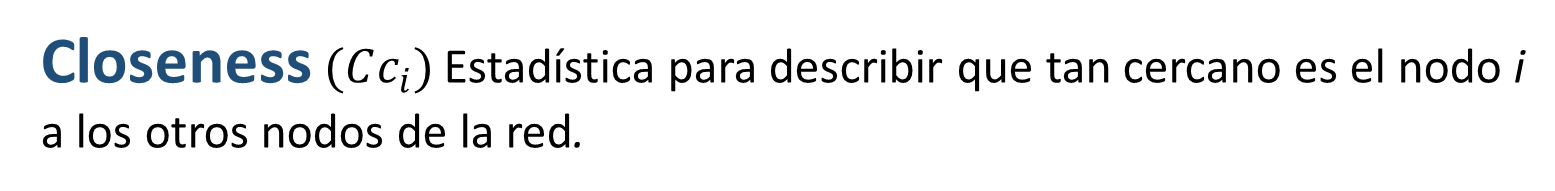 Closeness (Cc_i) Estadística para describir que tan cercano es el nodo i
a los otros nodos de la red.